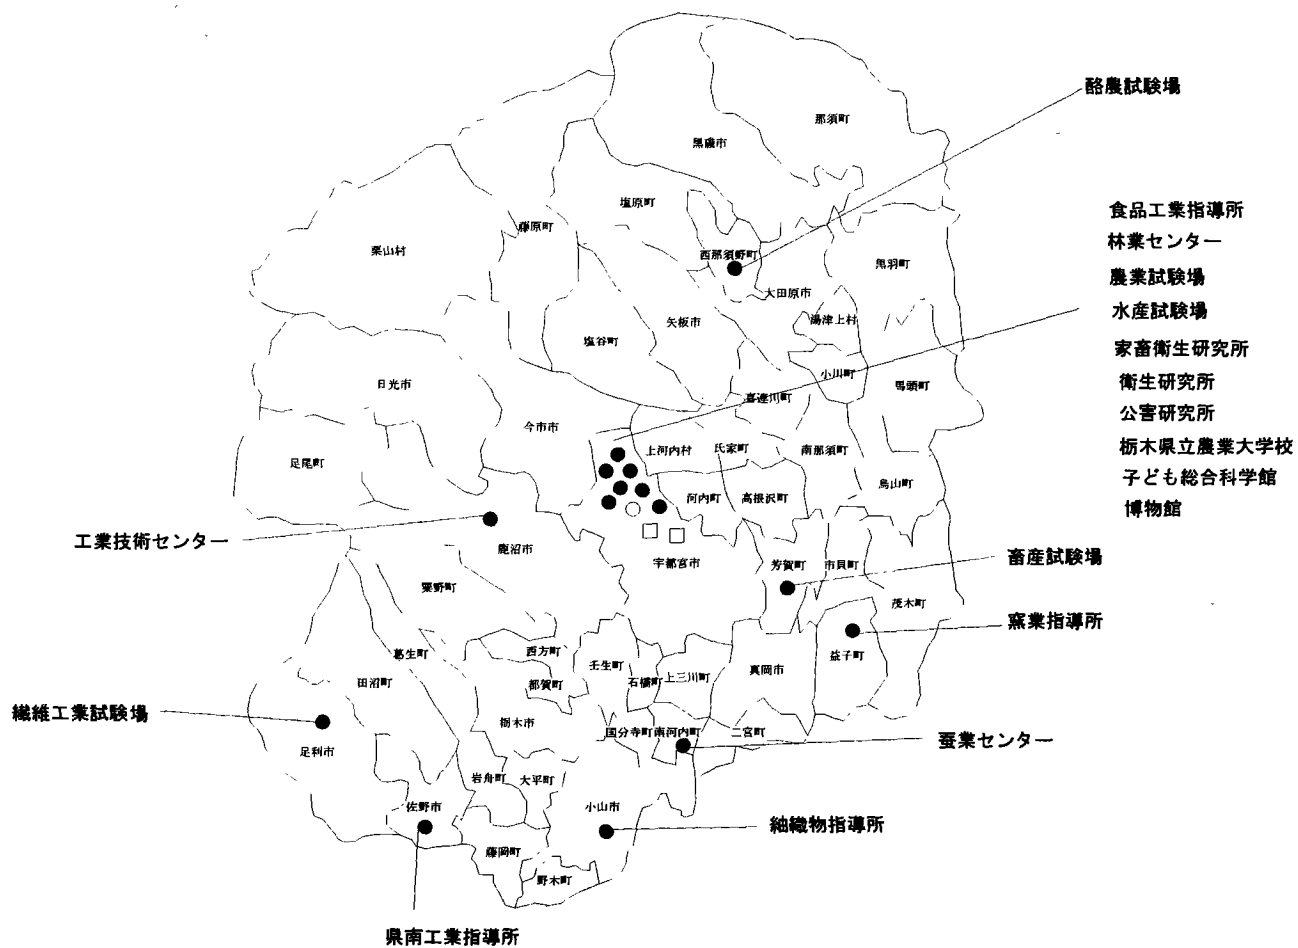 酪農試験場
那須町
黒磯市
塩原町
食品工業指導所
藤原町
林業センター
栗山村
西那須野町
黒羽町
農業試験場
大田原市
水産試験場
湯津上村
矢板市
塩谷町
家畜衛生研究所
小川町
衛生研究所
日光市
馬頭町
喜連川町
公害研究所
今市市
上河内村
氏家町
南那須町
栃木県立農業大学校
足尾町
子ども総合科学館
烏山町
河内町
高根沢町
博物館
工業技術センター
鹿沼市
宇都宮市
芳賀町
市貝町
畜産試験場
粟野町
茂木町
窯業指導所
葛生町
西方町
壬生町
益子町
真岡市
田沼町
都賀町
石橋町
上三川町
繊維工業試験場
栃木市
国分寺町
南河内町
二宮町
蚕業センター
足利市
岩舟町
大平町
佐野市
小山市
紬織物指導所
藤岡町
野木町
県南工業指導所